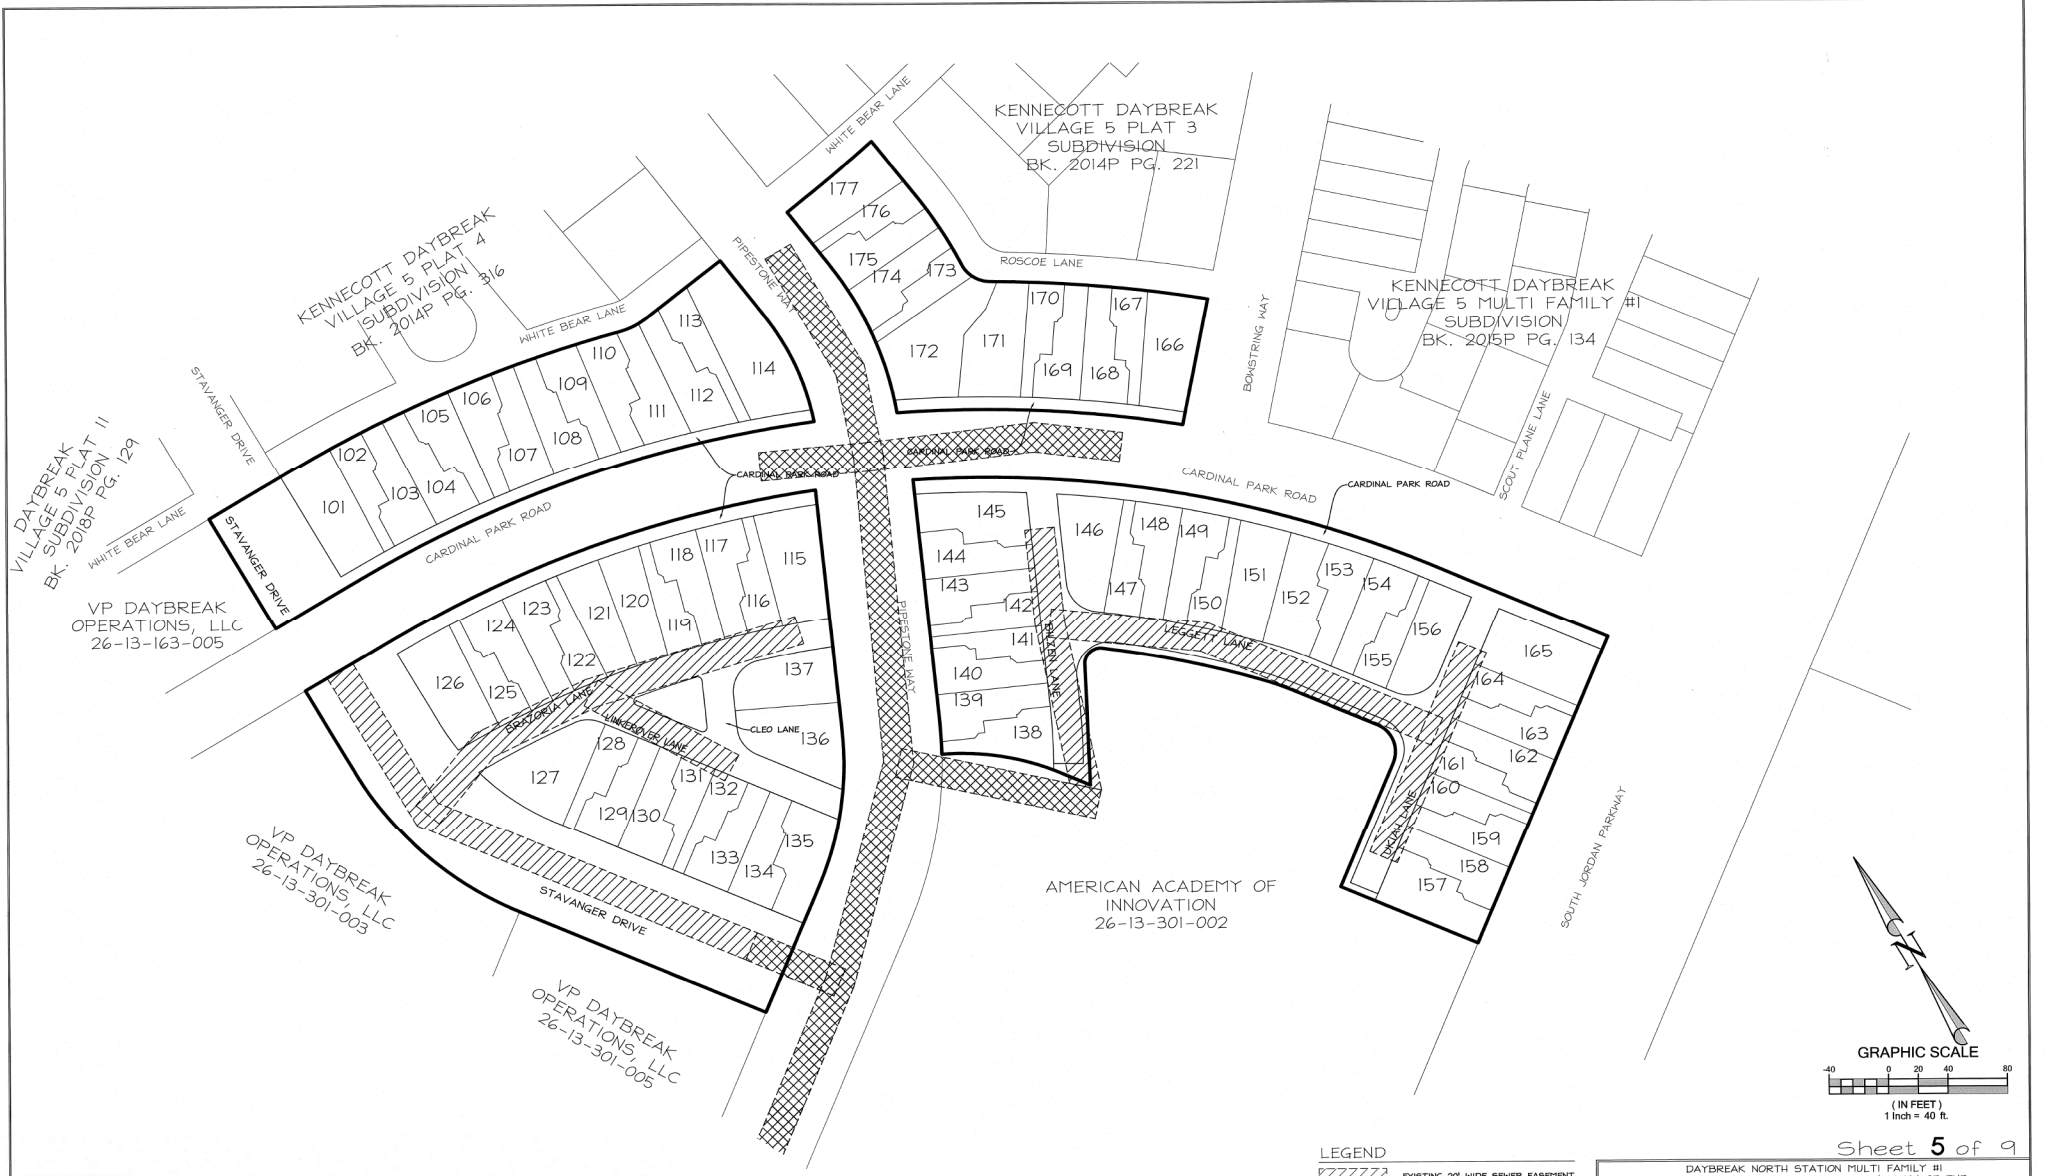 WHITE BEAR LANE
KENNECOTT DAYBREAK
VILLAGE 5 PLAT 3
SUBDIVISION
BK. 2014P PG. 221
KENNECOTT DAYBREAK
VILLAGE 5 PLAT 4
SUBDIVISION
BK. 2014P PG. 316
PIPESTONE WAY
177
176
175
174
173
ROSCOE LANE
172
171
170
169
168
167
166
BOWSTRING WAY
KENNECOTT DAYBREAK
VILLAGE 5 MULTI FAMILY #1
SUBDIVISION
BK. 2015P PG. 134
SCOUT PLANE LANE
WHITE BEAR LANE
STAVANGER DRIVE
DAYBREAK
VILLAGE 5 PLAT 11
SUBDIVISION
BK. 2018P PG. 129
WHITE BEAR LANE
STAVANGER DRIVE
101
102
103
104
105
106
107
108
109
110
111
112
113
114
CARDINAL PARK ROAD
CARDINAL PARK ROAD
CARDINAL PARK ROAD
CARDINAL PARK ROAD
CARDINAL PARK ROAD
VP DAYBREAK
OPERATIONS, LLC
26-13-163-005
115
116
117
118
119
120
121
122
123
124
125
126
BRAZORIA LANE
LINKEROVER LANE
CLEO LANE
127
128
129
130
131
132
133
134
135
136
137
PIPESTONE WAY
138
139
140
141
142
143
144
145
BITZEN LANE
146
147
148
149
150
151
152
153
154
155
156
LEGGETT LANE
157
158
159
160
161
162
163
164
165
SOUTH JORDAN PARKWAY
VP DAYBREAK
OPERATIONS, LLC
26-13-301-003
STAVANGER DRIVE
VP DAYBREAK
OPERATIONS, LLC
26-13-301-005
AMERICAN ACADEMY OF
INNOVATION
26-13-301-002
N
GRAPHIC SCALE
-40 0 20 40 80
( IN FEET )
1 Inch = 40 ft.
Sheet 5 of 9
LEGEND
EXISTING 20' WIDE SEWER EASEMENT
DAYBREAK NORTH STATION MULTI FAMILY #1